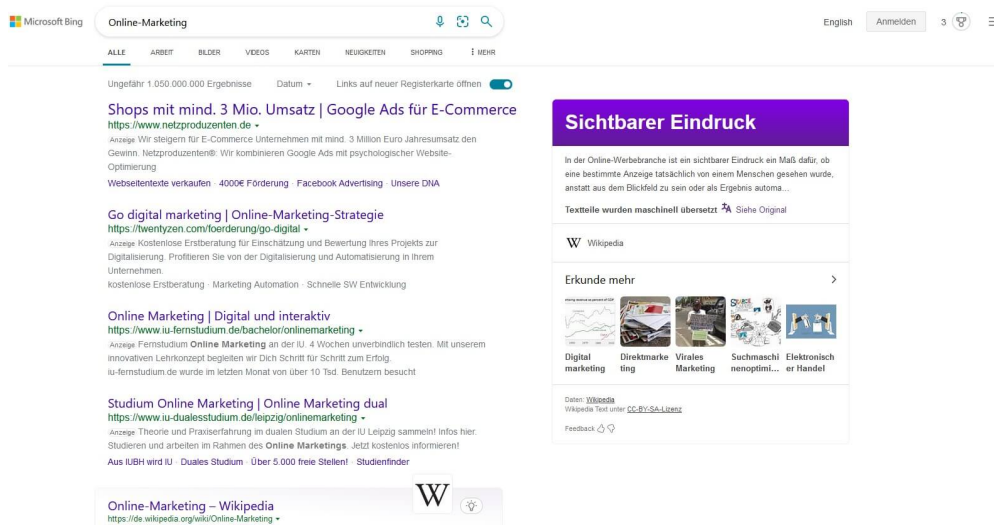 Microsoft Bing
Online-Marketing
English
Anmelden
3
ALLE ARBEIT BILDER VIDEOS KARTEN NEUIGKEITEN SHOPPING MEHR
Ungefähr 1.050.000.000 Ergebnisse Datum Links auf neuer Registerkarte öffnen
Shops mit mind. 3 Mio. Umsatz | Google Ads für E-Commerce
https://www.netzproduzenten.de
Anzeige Wir steigern für E-Commerce Unternehmen mit mind. 3 Million Euro Jahresumsatz den
Gewinn. Netzproduzenten®: Wir kombinieren Google Ads mit psychologischer Website-
Optimierung
Webseitentexte verkaufen · 4000€ Förderung · Facebook Advertising · Unsere DNA
Go digital marketing | Online-Marketing-Strategie
https://twentyzen.com/foerderung/go-digital
Anzeige Kostenlose Erstberatung für Einschätzung und Bewertung Ihres Projekts zur
Digitalisierung. Profitieren Sie von der Digitalisierung und Automatisierung in Ihrem
Unternehmen.
kostenlose Erstberatung · Marketing Automation · Schnelle SW Entwicklung
Online Marketing | Digital und interaktiv
https://www.iu-fernstudium.de/bachelor/onlinemarketing
Anzeige Fernstudium Online Marketing an der IU. 4 Wochen unverbindlich testen. Mit unserem
innovativen Lehrkonzept begleiten wir Dich Schritt für Schritt zum Erfolg.
iu-fernstudium.de wurde im letzten Monat von über 10 Tsd. Benutzern besucht
Studium Online Marketing | Online Marketing dual
https://www.iu-dualesstudium.de/leipzig/onlinemarketing
Anzeige Theorie und Praxiserfahrung im dualen Studium an der IU Leipzig sammeln! Infos hier.
Studieren und arbeiten im Rahmen des Online Marketings. Jetzt kostenlos informieren!
Aus IUBH wird IU · Duales Studium · Über 5.000 freie Stellen! · Studienfinder
Online-Marketing – Wikipedia
https://de.wikipedia.org/wiki/Online-Marketing
W
Sichtbarer Eindruck
In der Online-Werbebranche ist ein sichtbarer Eindruck ein Maß dafür, ob
eine bestimmte Anzeige tatsächlich von einem Menschen gesehen wurde,
anstatt aus dem Blickfeld zu sein oder als Ergebnis automa...
Textteile wurden maschinell übersetzt Siehe Original
W Wikipedia
Erkunde mehr
Digital Direktmarke Virales Suchmaschi Elektronisch
marketing ting Marketing nenoptimi... er Handel
Daten: Wikipedia
Wikipedia Text unter CC-BY-SA-Lizenz
Feedback